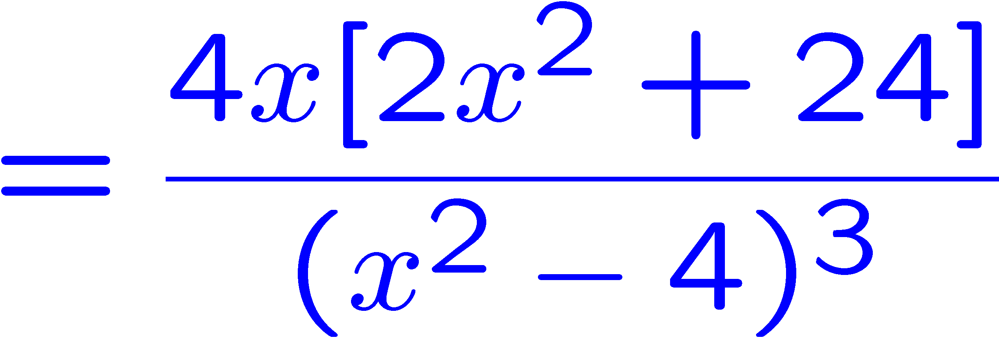 = \frac{4x[2x^2 + 24]}{(x^2 - 4)^3}